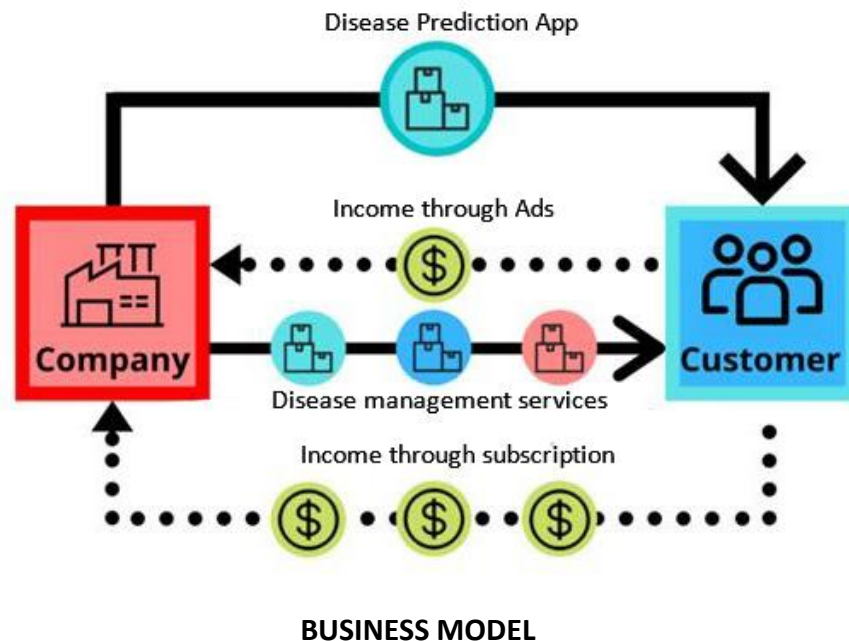 Disease Prediction App
Income through Ads
$
Company
Customer
Disease management services
Income through subscription
$ $ $
BUSINESS MODEL